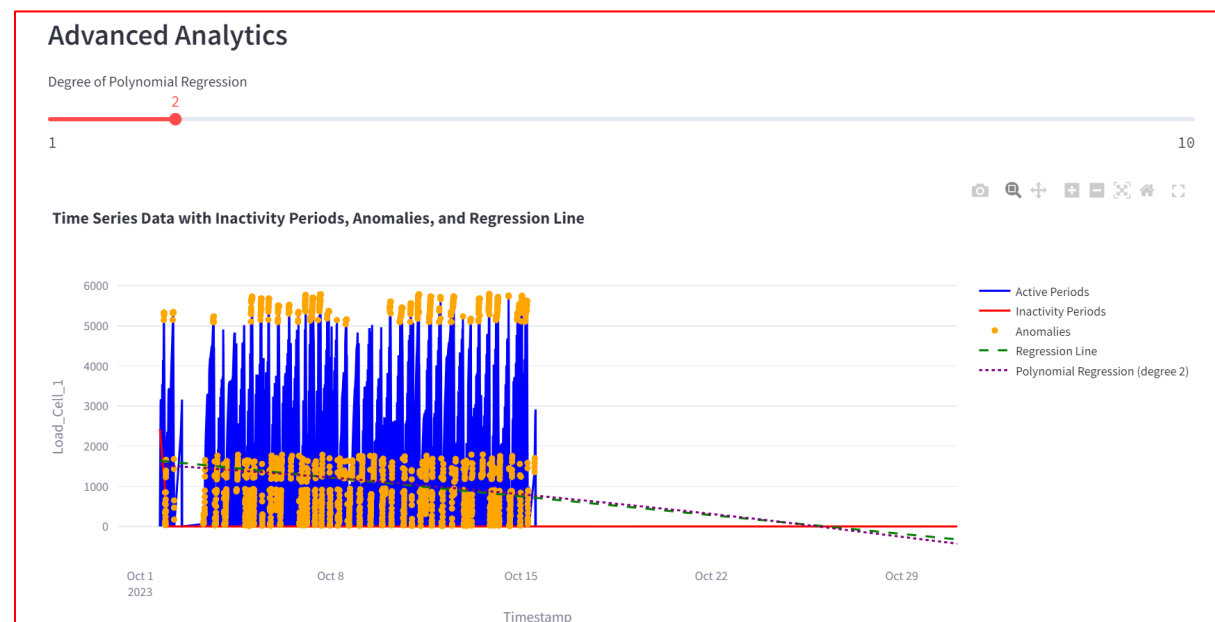 Advanced Analytics
Degree of Polynomial Regression
2
1
10
Time Series Data with Inactivity Periods, Anomalies, and Regression Line
6000
5000
4000
3000
2000
1000
0
Load_Cell_1
Oct 1
2023
Oct 8
Oct 15
Oct 22
Oct 29
Timestamp
Active Periods
Inactivity Periods
Anomalies
Regression Line
Polynomial Regression (degree 2)